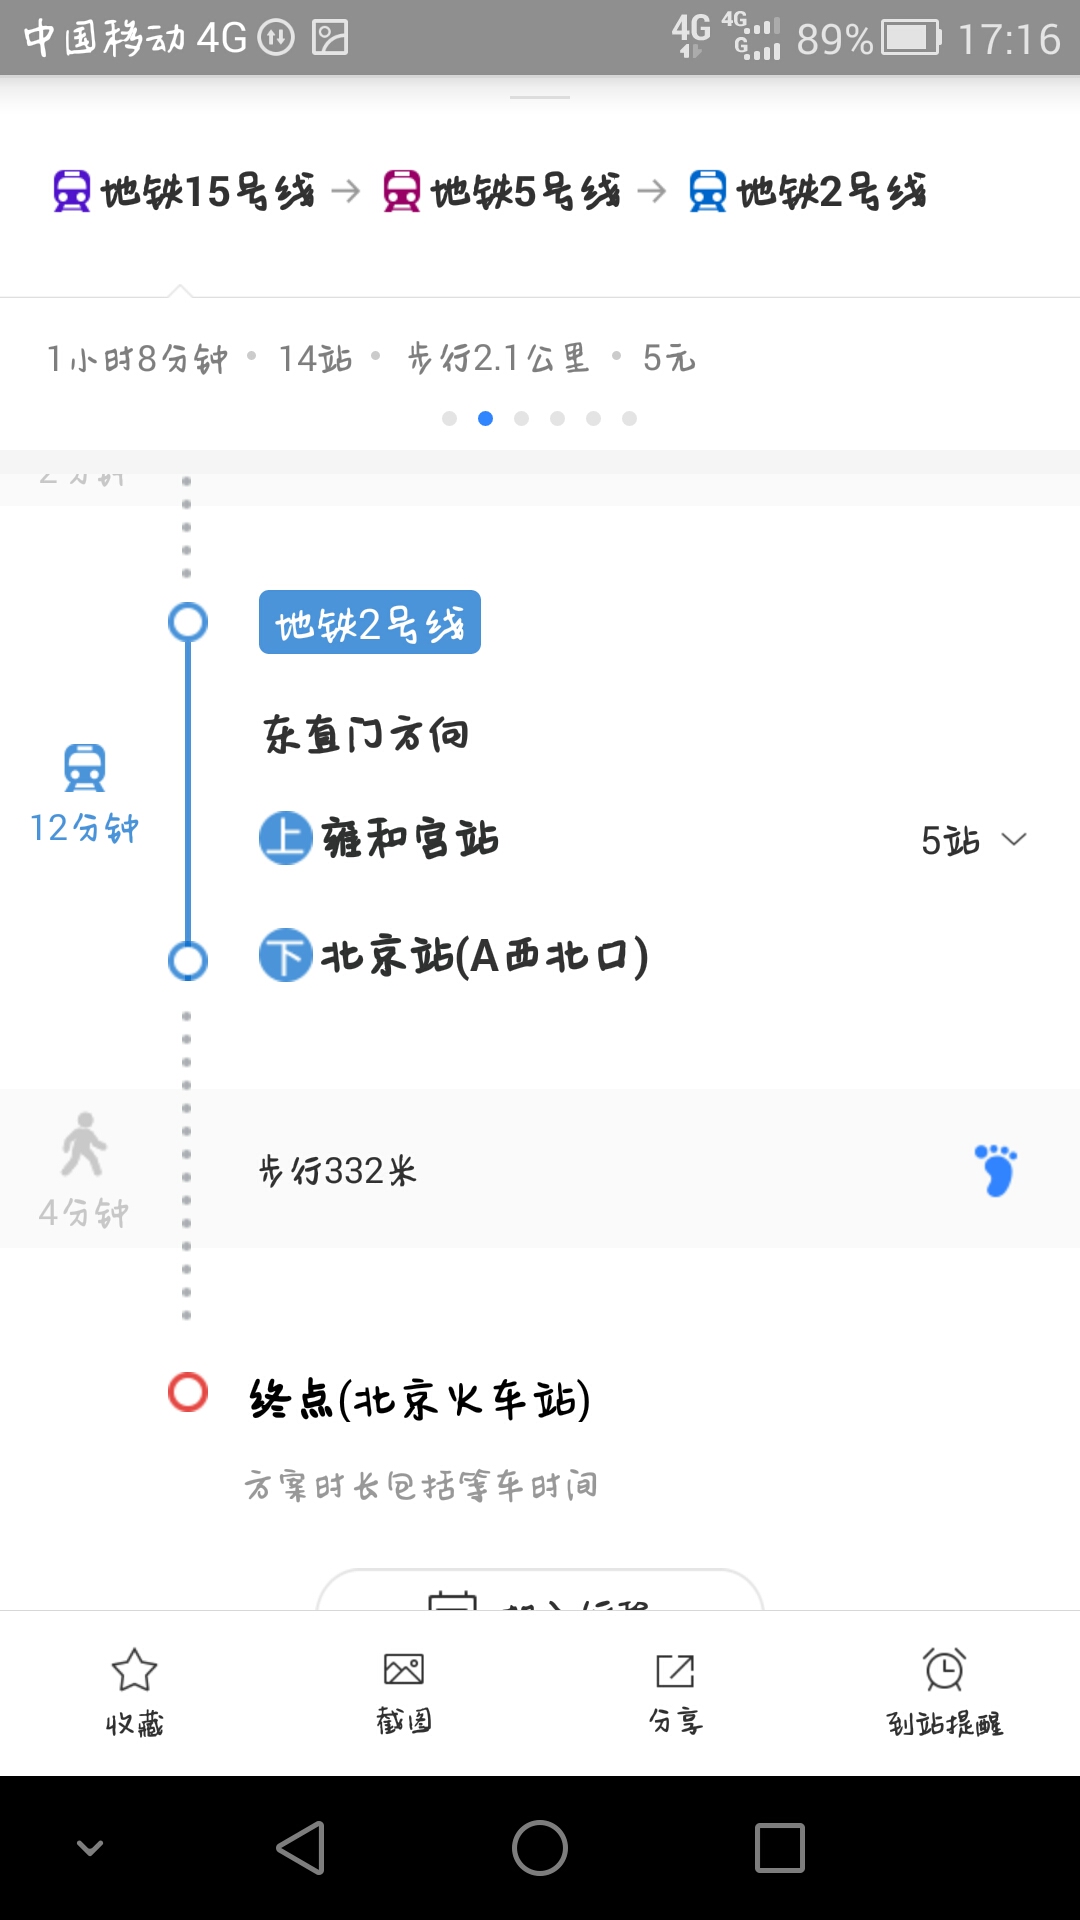 中国移动 4G 4G 4G G 89% 17:16
地铁15号线 → 地铁5号线 → 地铁2号线
1小时8分钟 • 14站 • 步行2.1公里 • 5元
2分钟
地铁2号线
东直门方向
12分钟
上 雍和宫站 5站
下 北京站(A西北口)
步行332米
4分钟
终点(北京火车站)
方案时长包括等车时间
收藏 截图 分享 到站提醒